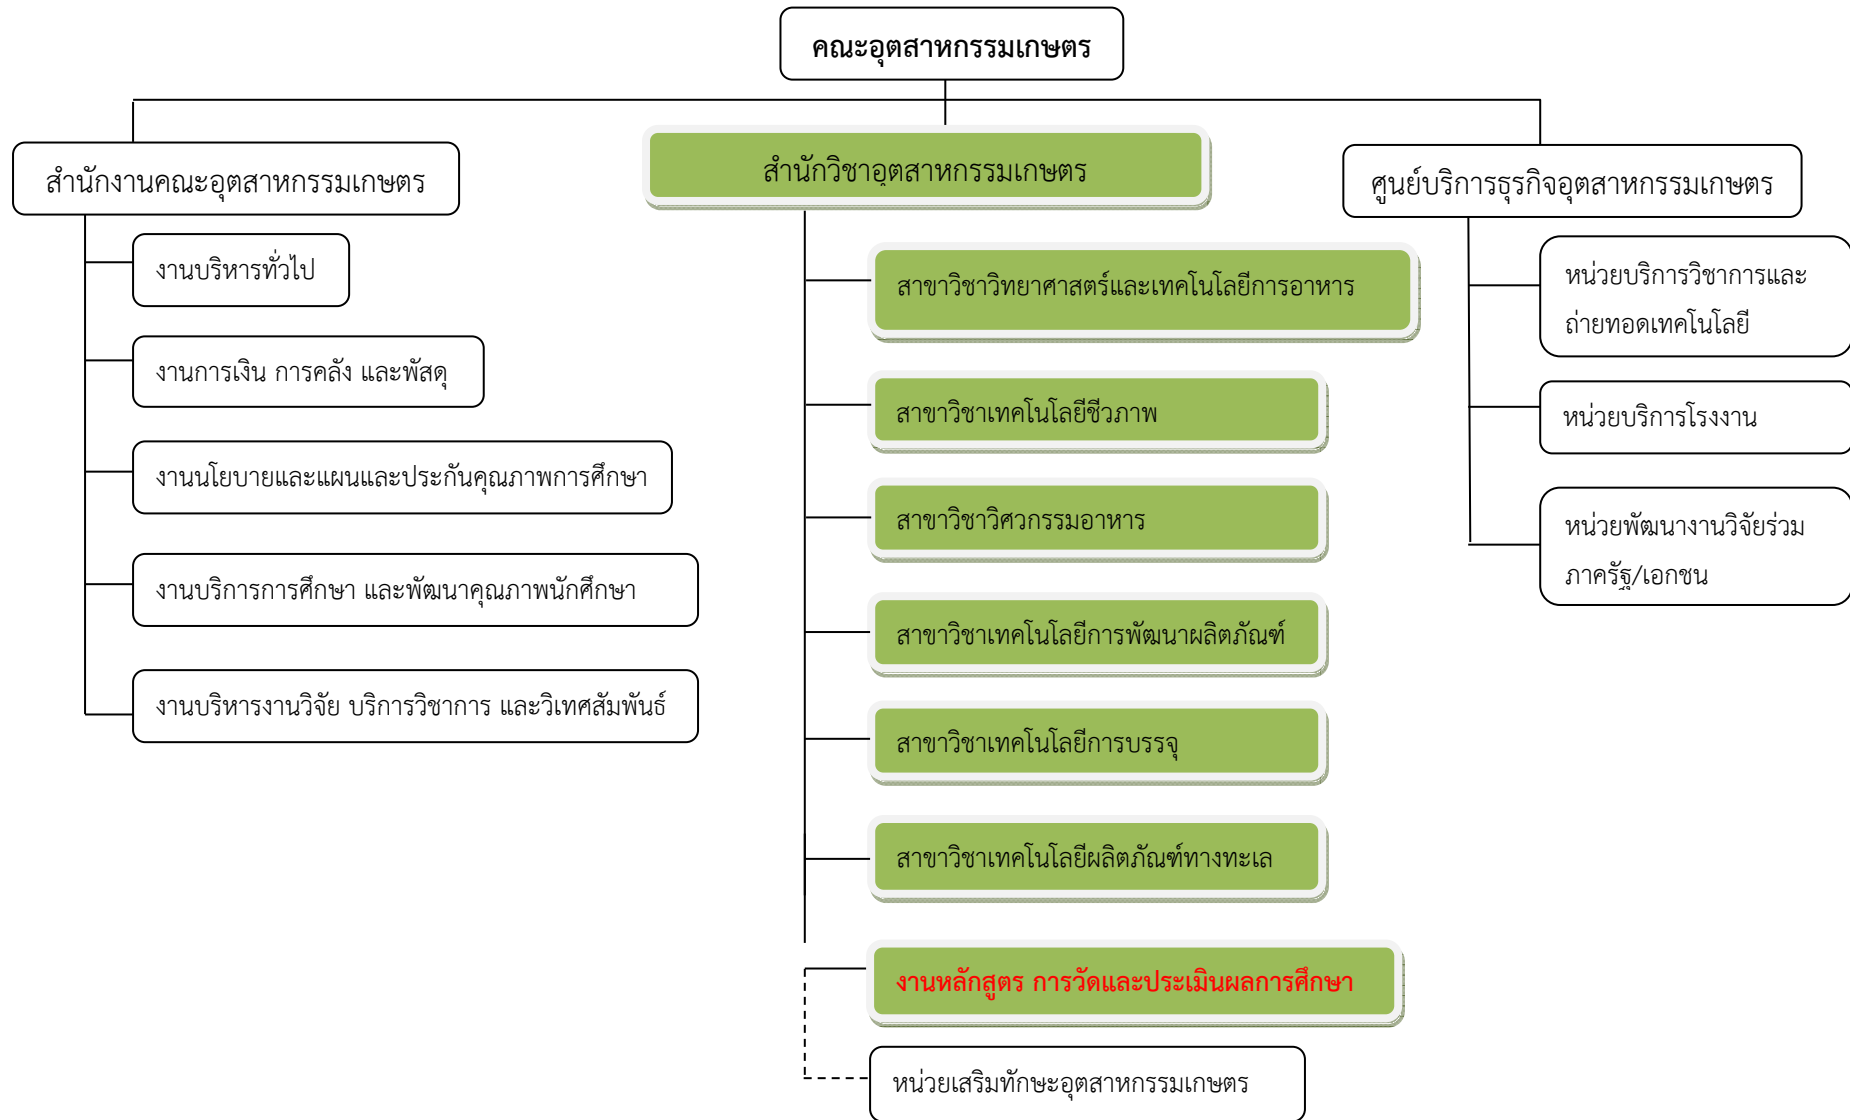 คณะอุตสาหกรรมเกษตร
สำนักงานคณะอุตสาหกรรมเกษตร
งานบริหารทั่วไป
งานการเงิน การคลัง และพัสดุ
งานนโยบายและแผนและประกันคุณภาพการศึกษา
งานบริการการศึกษา และพัฒนาคุณภาพนักศึกษา
งานบริหารงานวิจัย บริการวิชาการ และวิเทศสัมพันธ์
สำนักวิชาอุตสาหกรรมเกษตร
สาขาวิชาวิทยาศาสตร์และเทคโนโลยีการอาหาร
สาขาวิชาเทคโนโลยีชีวภาพ
สาขาวิชาวิศวกรรมอาหาร
สาขาวิชาเทคโนโลยีการพัฒนาผลิตภัณฑ์
สาขาวิชาเทคโนโลยีการบรรจุ
สาขาวิชาเทคโนโลยีผลิตภัณฑ์ทางทะเล
งานหลักสูตร การวัดและประเมินผลการศึกษา
หน่วยเสริมทักษะอุตสาหกรรมเกษตร
ศูนย์บริการธุรกิจอุตสาหกรรมเกษตร
หน่วยบริการวิชาการและ
ถ่ายทอดเทคโนโลยี
หน่วยบริการโรงงาน
หน่วยพัฒนางานวิจัยร่วม
ภาครัฐ/เอกชน